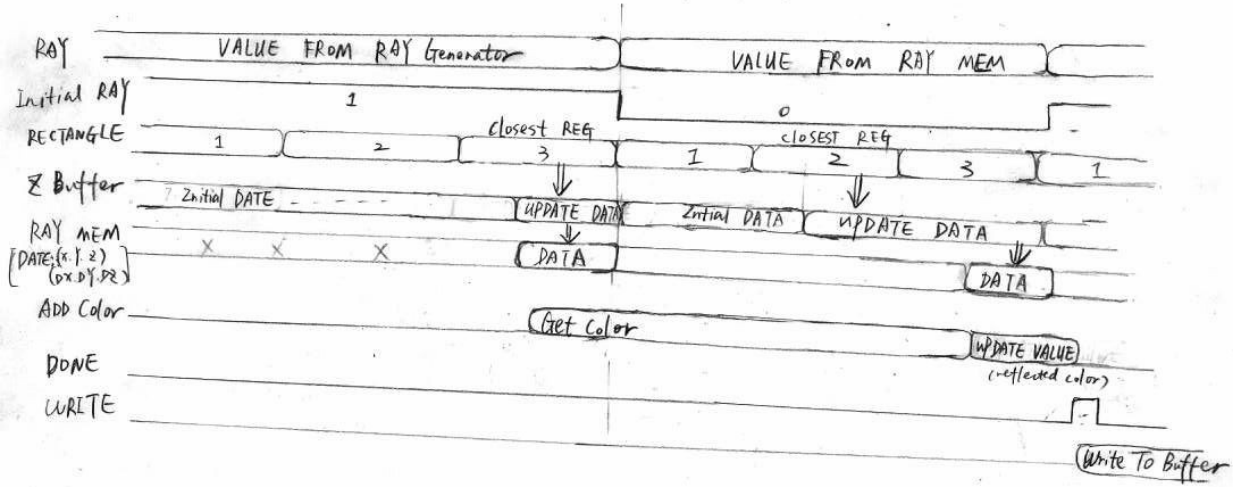 RAY VALUE FROM RAY Generator VALUE FROM RAY MEM
Initial RAY 1 0
RECTANGLE 1 2 closest REG 3 1 CLOSEST REG 2 3 1
Z Buffer Initial DATE UPDATE DATA Initial DATA UPDATE DATA
RAY MEM X X X DATA DATA
[DATE:(x.Y.z)
(DX.DY.DZ)]
ADD Color Get Color UPDATE VALUE
(reflected color)
DONE
WRITE
Write To Buffer